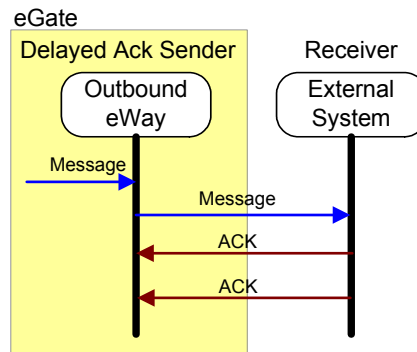 eGate
Delayed Ack Sender
Receiver
Outbound
eWay
External
System
Message
Message
ACK
ACK